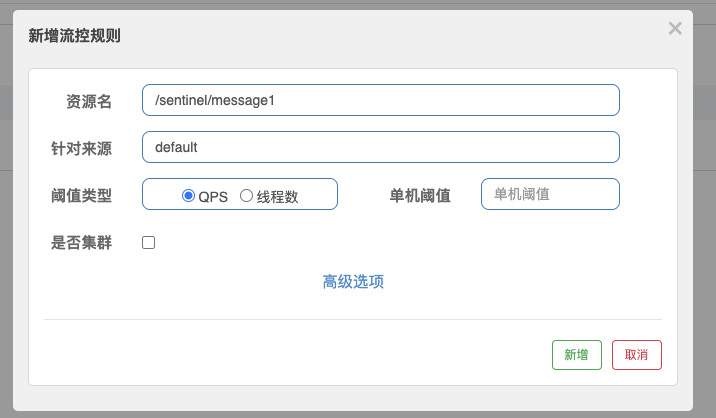 新增流控规则
×
资源名 /sentinel/message1
针对来源 default
阈值类型 QPS 线程数 单机阈值 单机阈值
是否集群
高级选项
新增 取消